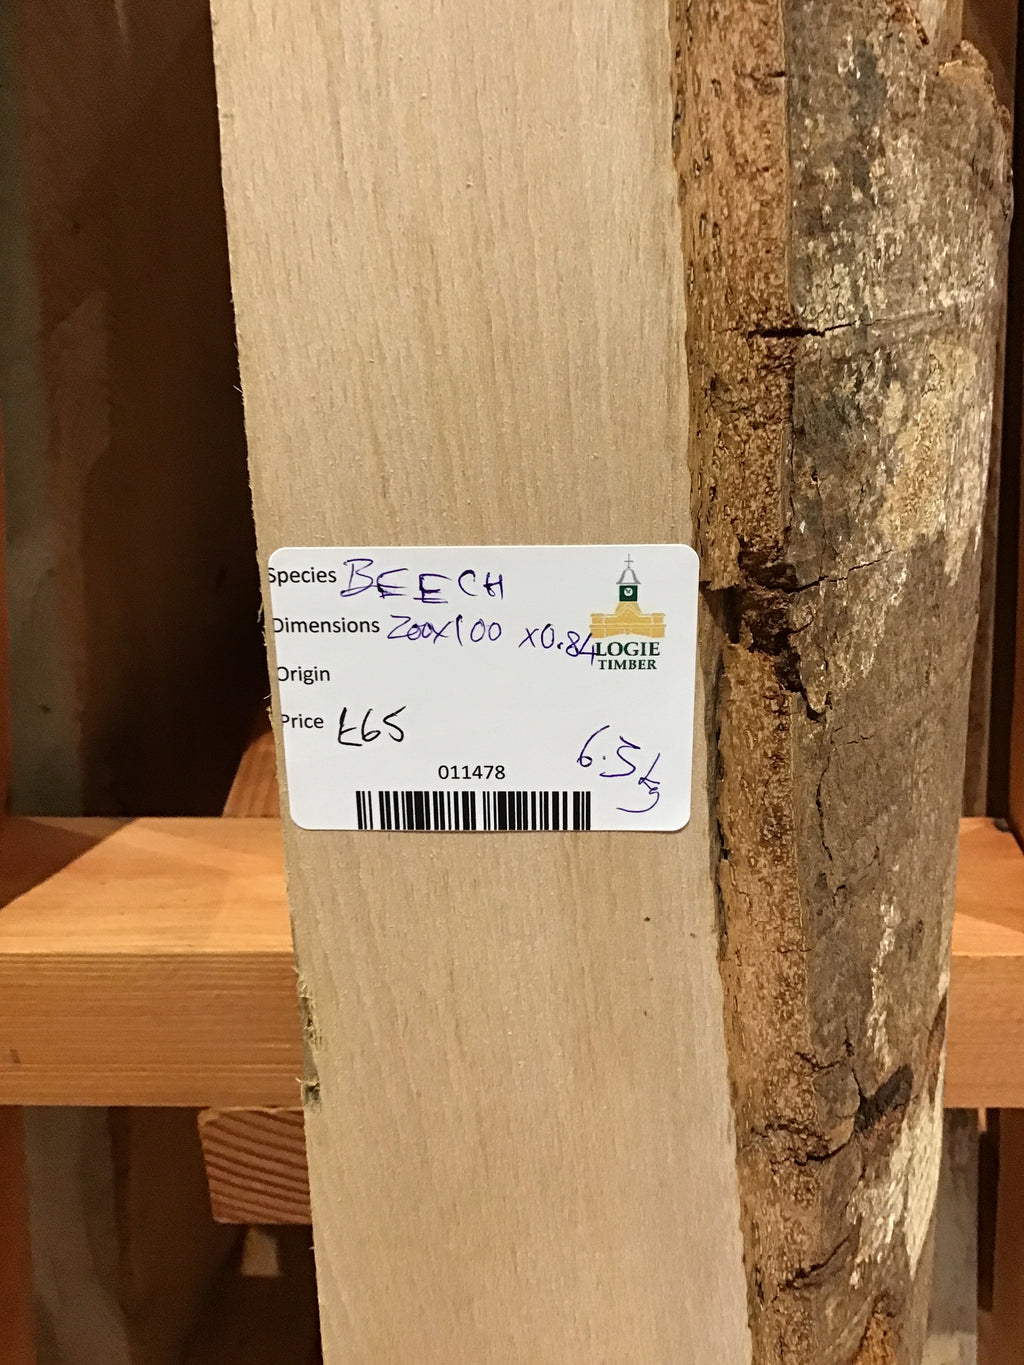 Species BEECH
Dimensions 200x100 x0.84
LOGIE
TIMBER
Origin
Price £65
6.5kg
011478